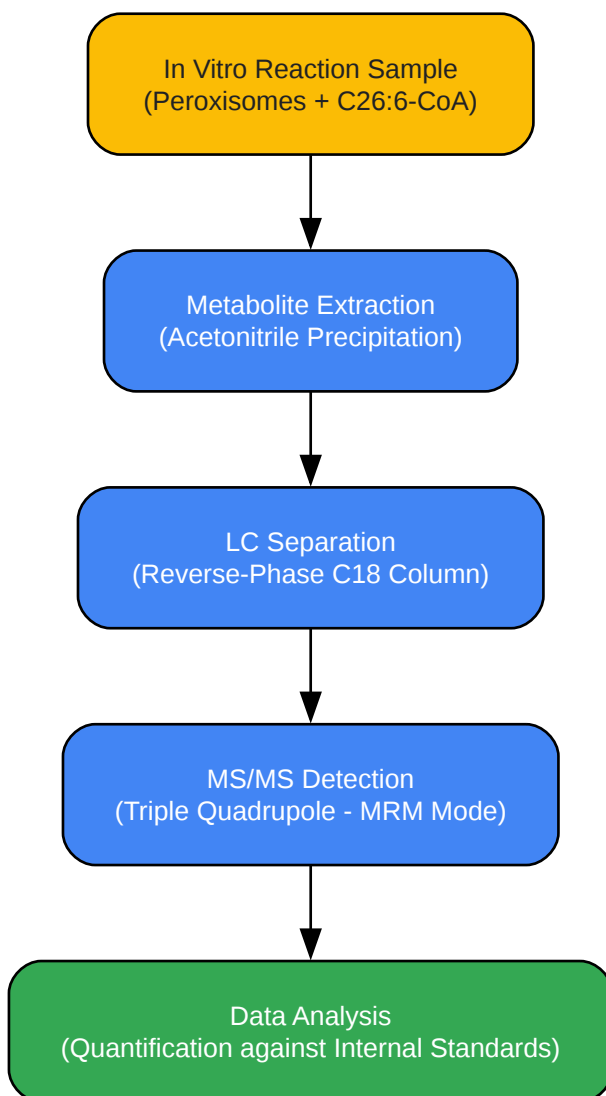 In Vitro Reaction Sample
(Peroxisomes + C26:6-CoA)
Metabolite Extraction
(Acetonitrile Precipitation)
LC Separation
(Reverse-Phase C18 Column)
MS/MS Detection
(Triple Quadrupole - MRM Mode)
Data Analysis
(Quantification against Internal Standards)